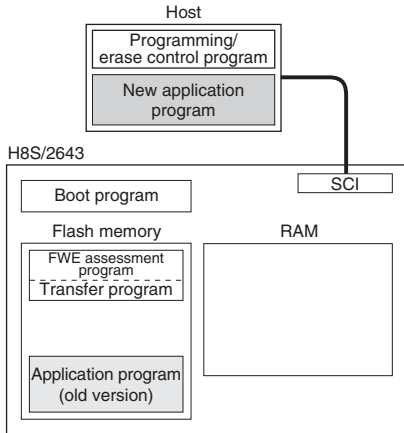 Host
Programming/
erase control program
New application
program
H8S/2643
SCI
Boot program
Flash memory
RAM
FWE assessment
program
Transfer program
Application program
(old version)